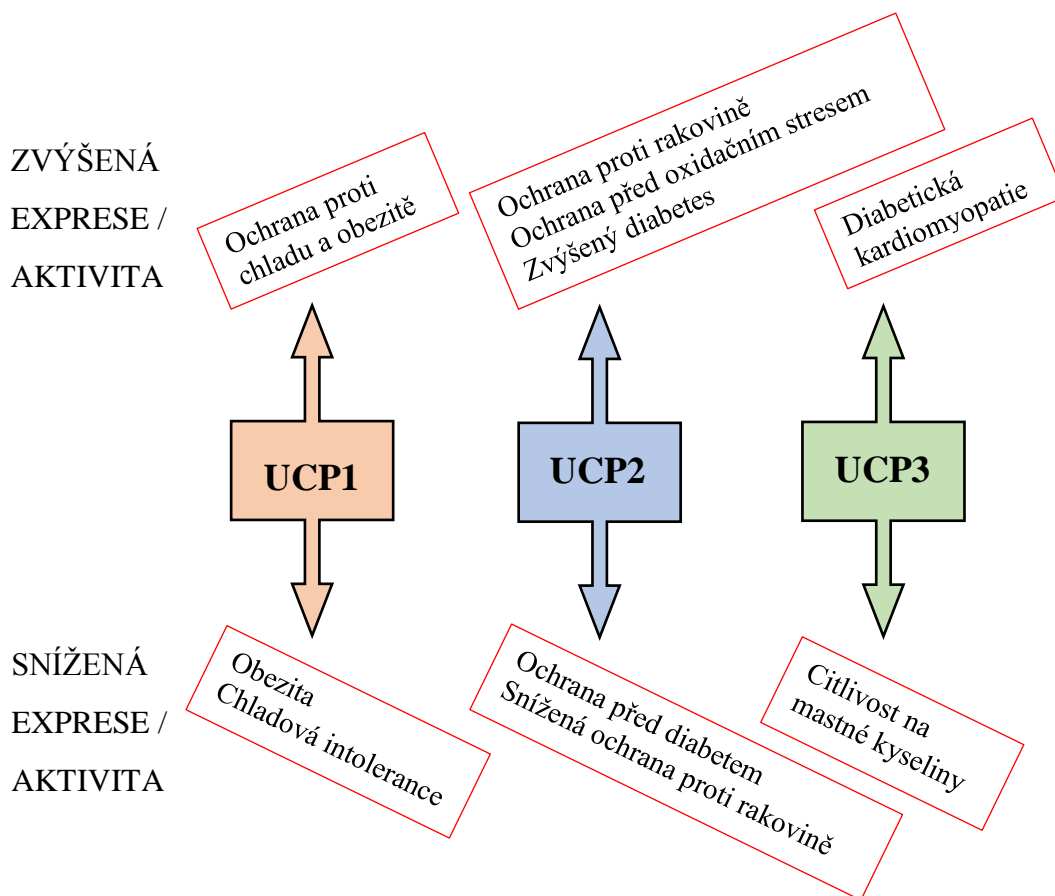 ZVÝŠENÁ
EXPRESE /
AKTIVITA
Ochrana proti
chladu a obezitě
Ochrana proti rakovině
Ochrana před oxidačním stresem
Zvýšený diabetes
Diabetická
kardiomyopatie
UCP1
UCP2
UCP3
SNÍŽENÁ
EXPRESE /
AKTIVITA
Obezita
Chladová intolerance
Ochrana před diabetem
Snížená ochrana proti rakovině
Citlivost na
mastné kyseliny